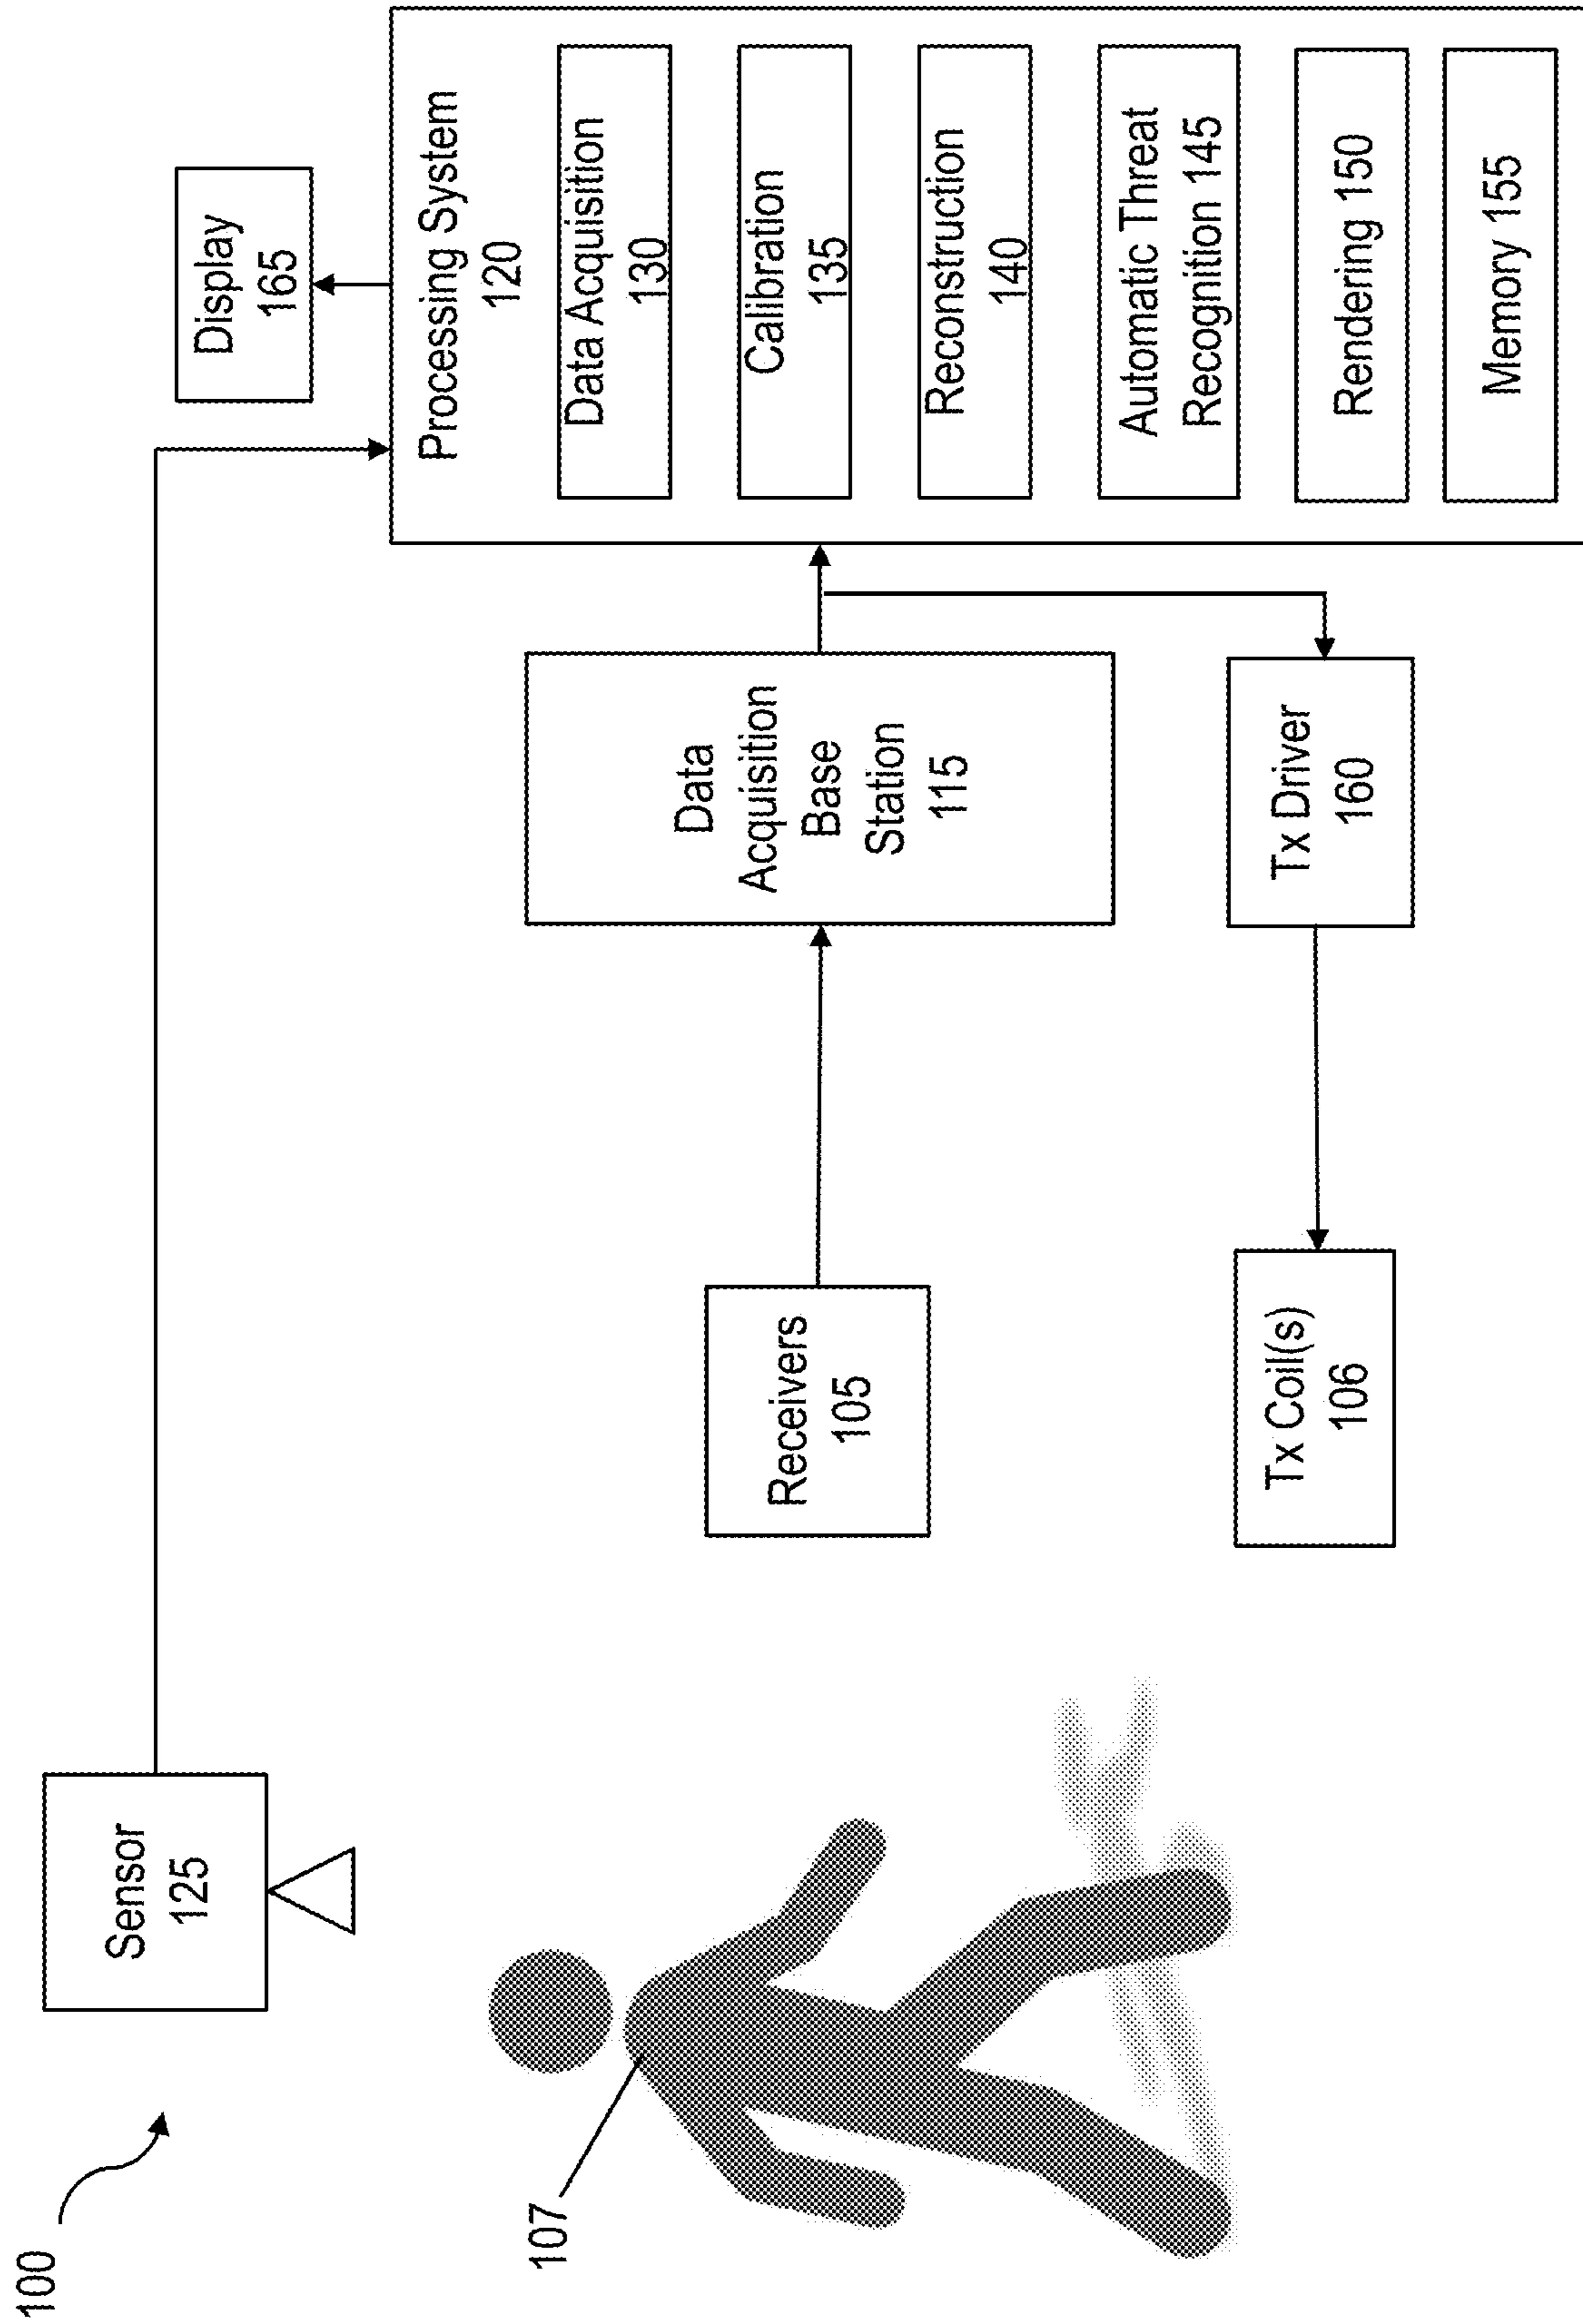 100
Sensor
125
107
Display
165
Processing System
120
Data Acquisition
130
Calibration
135
Reconstruction
140
Automatic Threat
Recognition 145
Rendering 150
Memory 155
Data
Acquisition
Base
Station
115
Receivers
105
Tx Driver
160
Tx Coil(s)
106